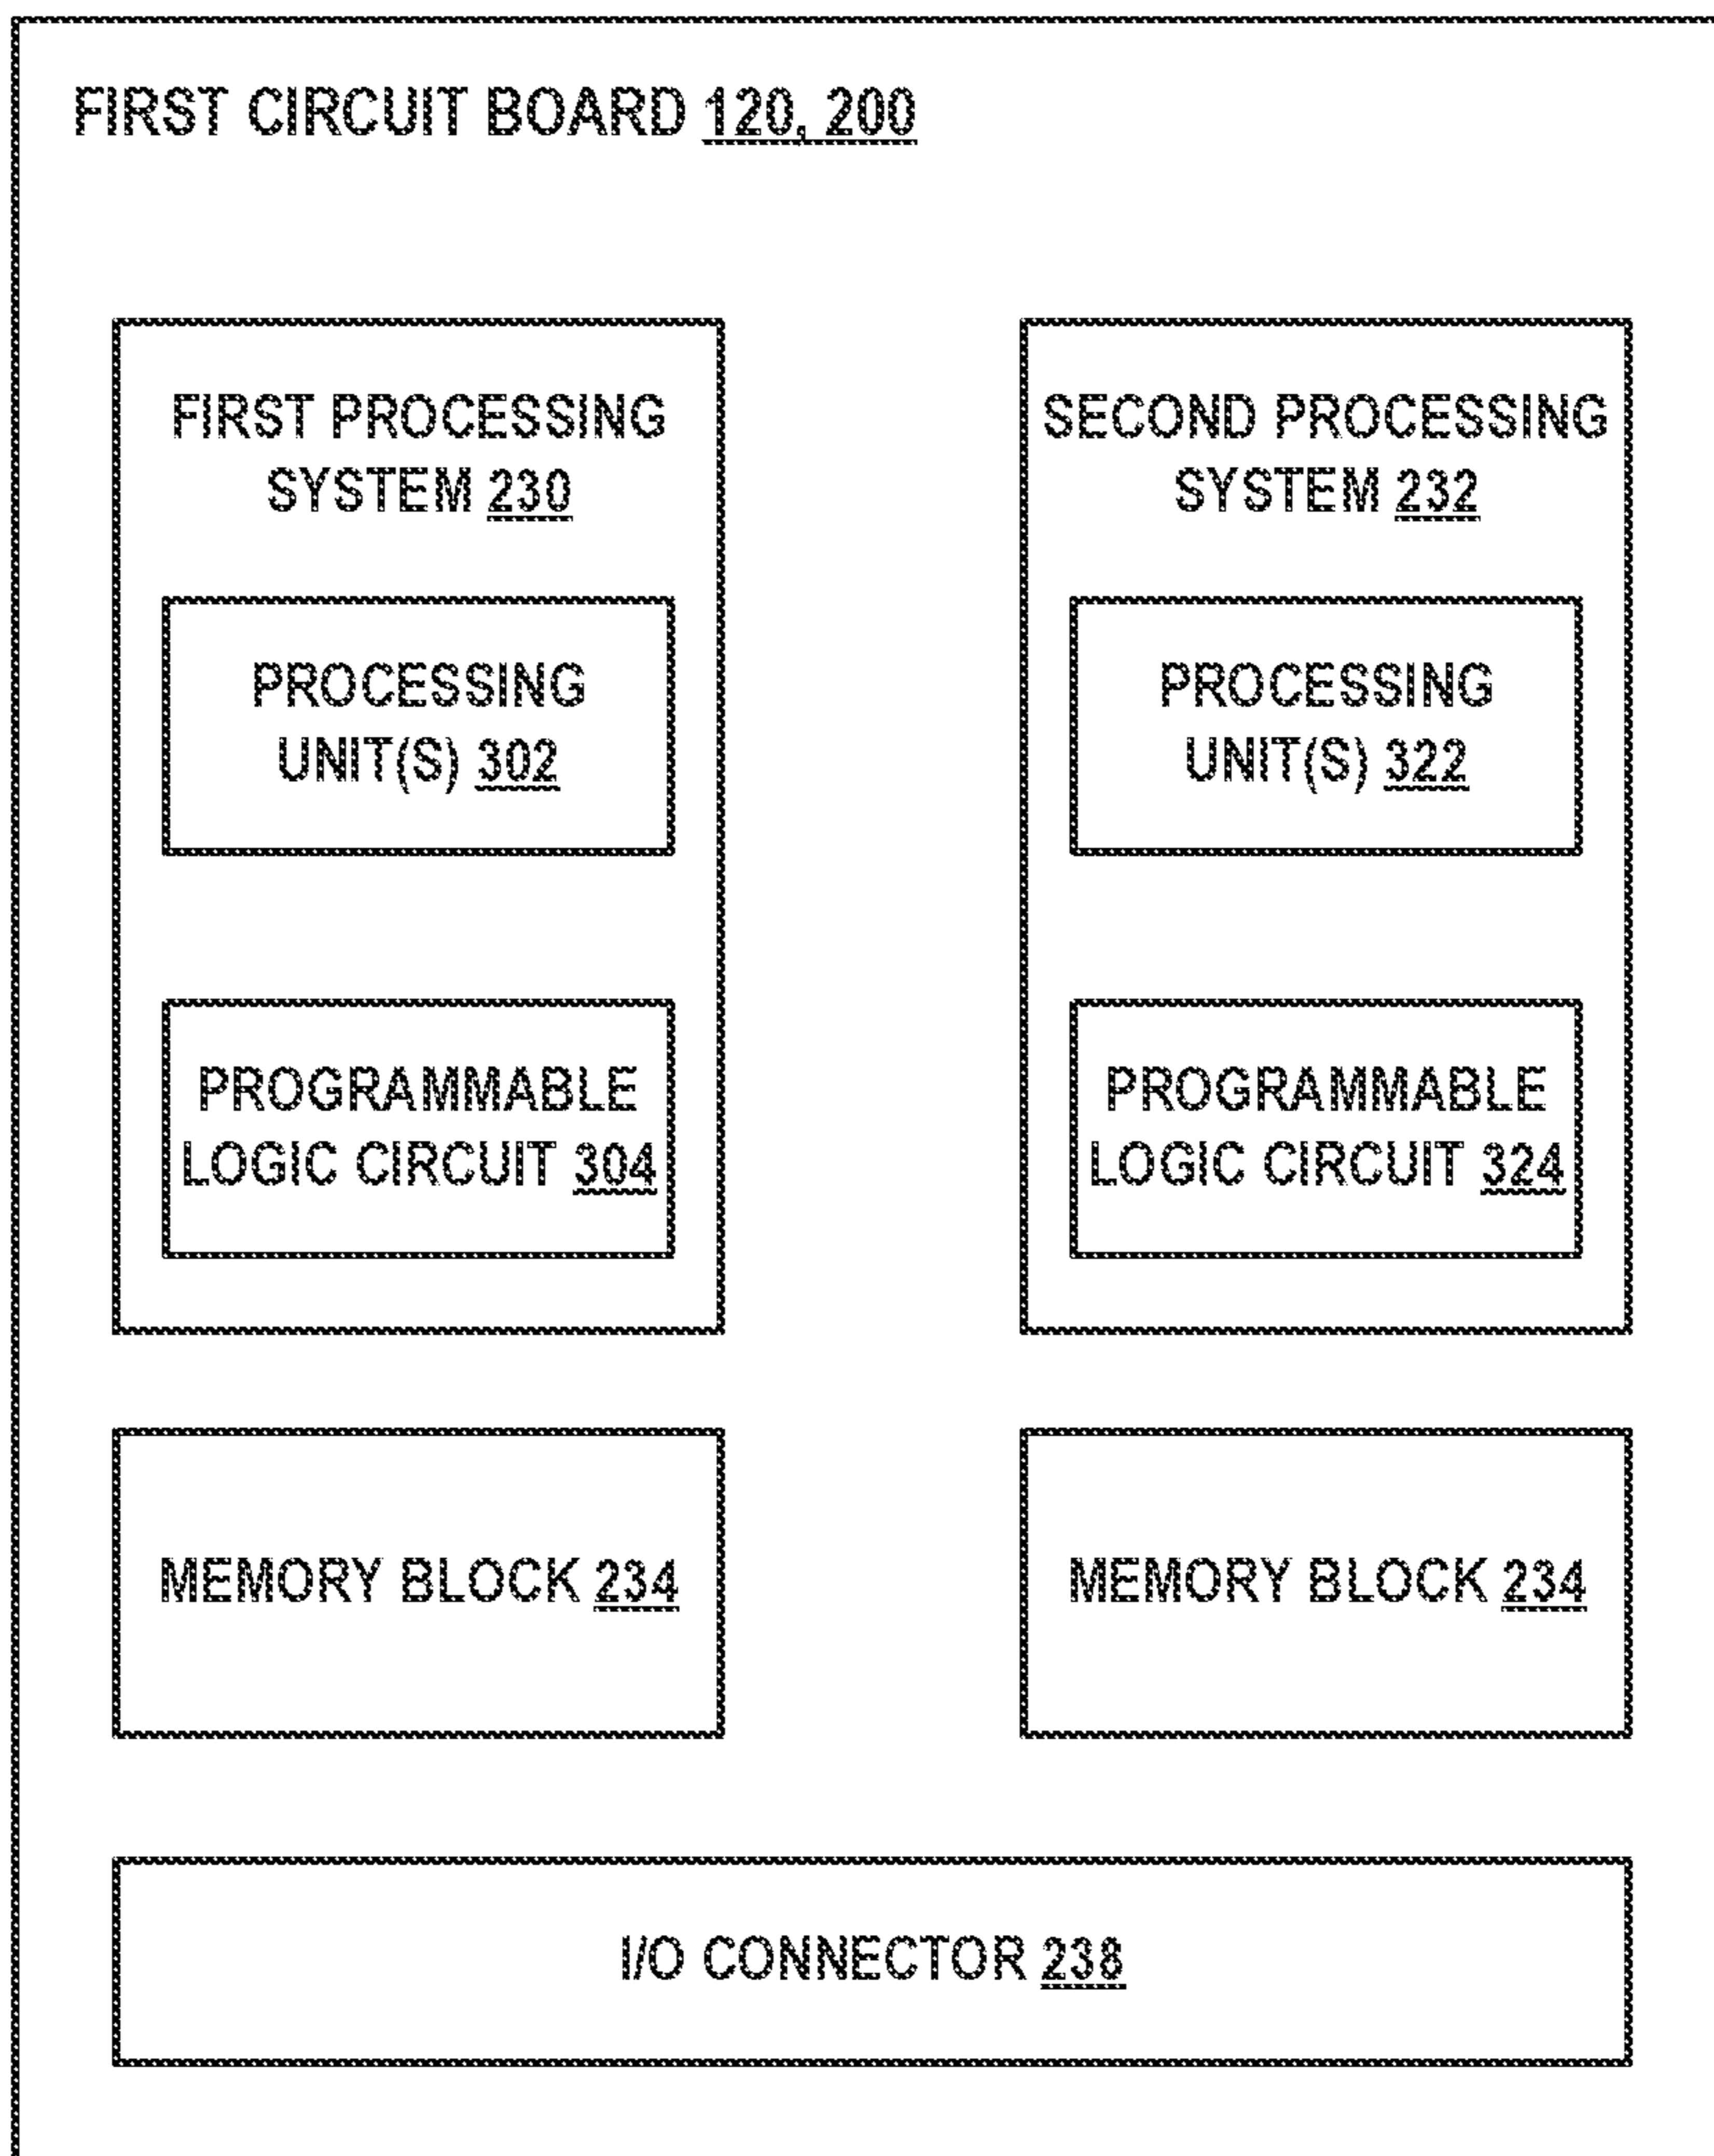 FIRST CIRCUIT BOARD 120, 200
FIRST PROCESSING
SYSTEM 230
PROCESSING
UNIT(S) 302
PROGRAMMABLE
LOGIC CIRCUIT 304
SECOND PROCESSING
SYSTEM 232
PROCESSING
UNIT(S) 322
PROGRAMMABLE
LOGIC CIRCUIT 324
MEMORY BLOCK 234
MEMORY BLOCK 234
I/O CONNECTOR 238